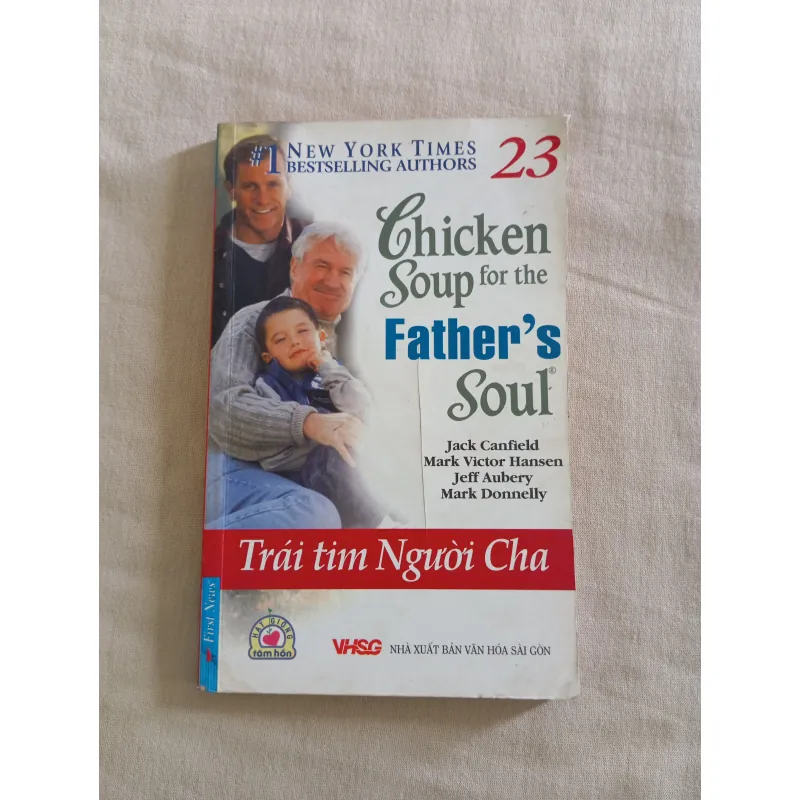 #1 NEW YORK TIMES
BESTSELLING AUTHORS
23
Chicken
Soup for the
Father's
Soul®
Jack Canfield
Mark Victor Hansen
Jeff Aubery
Mark Donnelly
Trái tim Người Cha
First News
HẠT GIỐNG
tâm hồn
VHSG NHÀ XUẤT BẢN VĂN HÓA SÀI GÒN